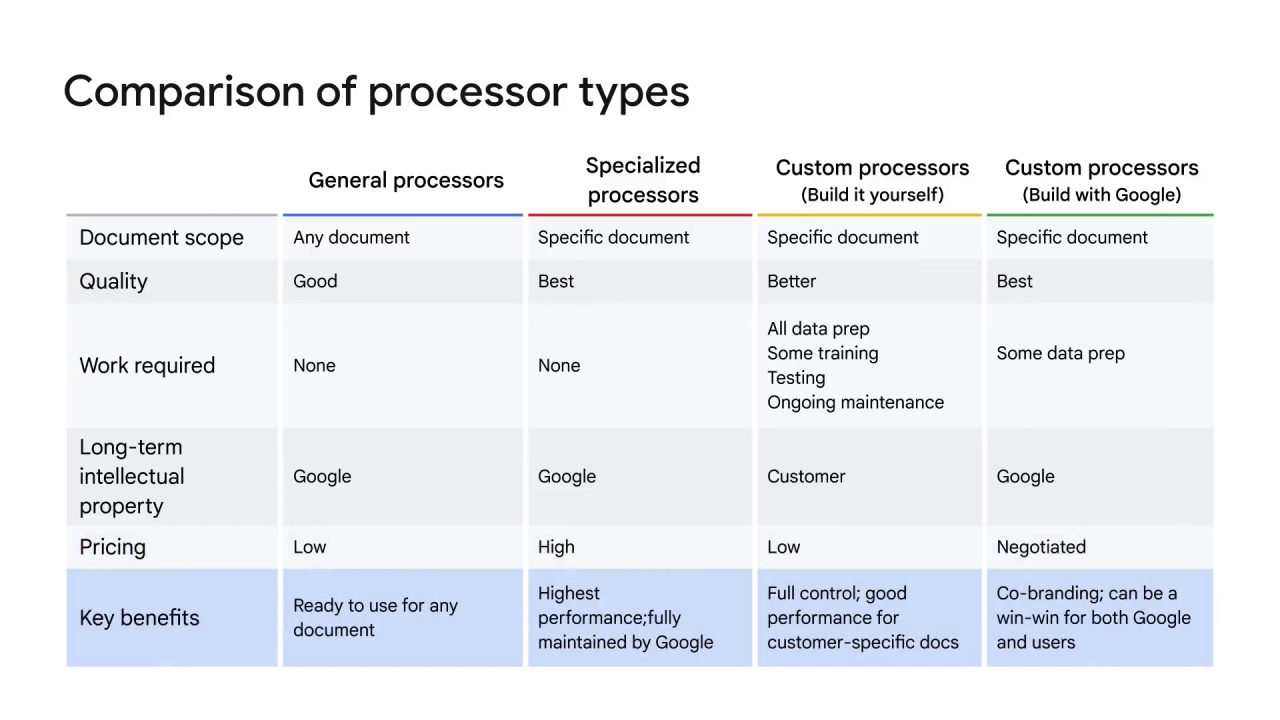 Comparison of processor types
General processors
Specialized
processors
Custom processors
(Build it yourself)
Custom processors
(Build with Google)
Document scope
Any document
Specific document
Specific document
Specific document
Quality
Good
Best
Better
Best
Work required
None
None
All data prep
Some training
Testing
Ongoing maintenance
Some data prep
Long-term
intellectual
property
Google
Google
Customer
Google
Pricing
Low
High
Low
Negotiated
Key benefits
Ready to use for any
document
Highest
performance;fully
maintained by Google
Full control; good
performance for
customer-specific docs
Co-branding; can be a
win-win for both Google
and users